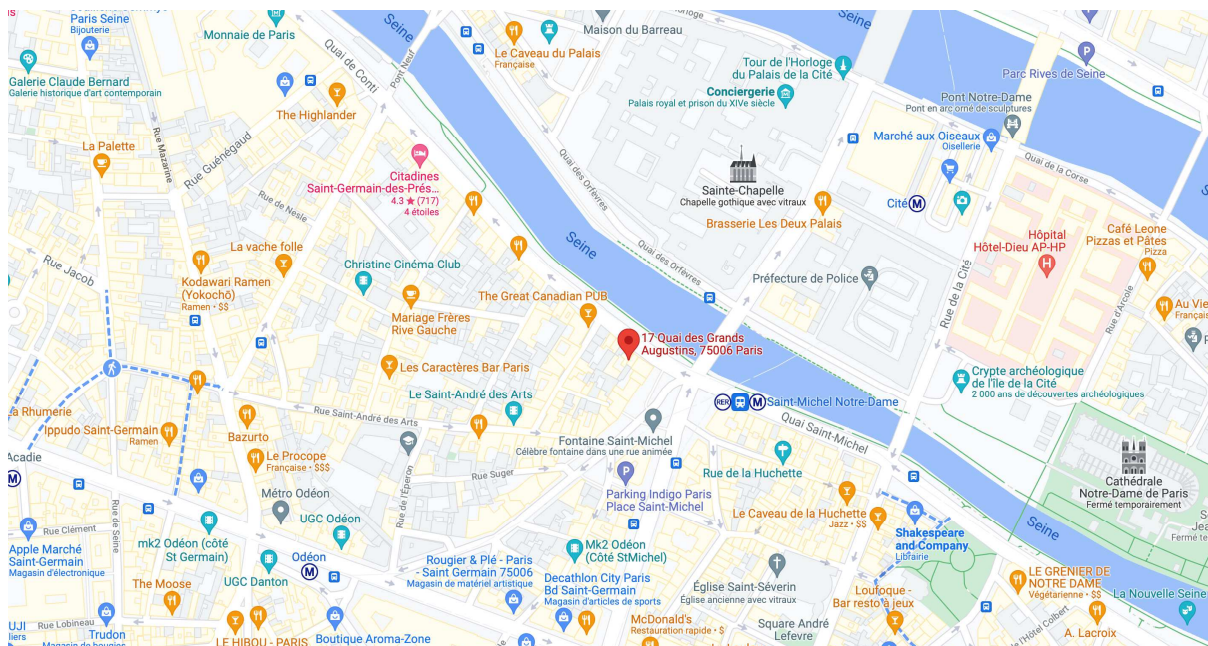 Paris Seine
Bijouterie
Monnaie de Paris
Galerie Claude Bernard
Galerie historique d'art contemporain
The Highlander
Quai de Conti
Pont Neuf
Seine
Le Caveau du Palais
Française
Maison du Barreau
Horloge
Seine
Tour de l'Horloge
du Palais de la Cité
Conciergerie
Palais royal et prison du XIVe siècle
Parc Rives de Seine
Pont Notre-Dame
Pont en arc orné de sculptures
Marché aux Oiseaux
Oisellerie
Quai de la Corse
La Palette
Rue Mazarine
Rue Guénégaud
Rue de Nesle
Citadines
Saint-Germain-des-Prés...
4.3 ★ (717)
4 étoiles
Quai des Orfèvres
Sainte-Chapelle
Chapelle gothique avec vitraux
Brasserie Les Deux Palais
Cité
M
Hôpital
Hôtel-Dieu AP-HP
H
Café Leone
Pizzas et Pâtes
Pizza
La vache folle
Rue Jacob
Kodawari Ramen
(Yokochō)
Ramen • $$
Christine Cinéma Club
Seine
Quai des Orfèvres
Préfecture de Police
Rue de la Cité
Rue d'Arcole
Au Vie
Français
Mariage Frères
Rive Gauche
The Great Canadian PUB
17 Quai des Grands
Augustins, 75006 Paris
Les Caractères Bar Paris
Le Saint-André des Arts
Rue Saint-André des Arts
RER
M
Saint-Michel Notre-Dame
Crypte archéologique
de l'île de la Cité
2 000 ans de découvertes archéologiques
a Rhumerie
Ippudo Saint-Germain
Ramen
Bazurto
Le Procope
Française • $$$
Acadie
M
Fontaine Saint-Michel
Célèbre fontaine dans une rue animée
Quai Saint-Michel
Rue de la Huchette
Rue Suger
P
Parking Indigo Paris
Place Saint-Michel
Cathédrale
Notre-Dame de Paris
Fermé temporairement
Métro Odéon
Rue de l'Éperon
Rue de Seine
Rue Clément
UGC Odéon
mk2 Odéon (côté
St Germain)
Apple Marché
Saint-Germain
Magasin d'électronique
Le Caveau de la Huchette
Jazz • $$
Shakespeare
and Company
Librairie
Seine
Odéon
M
UGC Danton
Rougier & Plé - Paris
- Saint Germain 75006
Magasin de matériel artistique
Mk2 Odéon
(Côté StMichel)
Decathlon City Paris
Bd Saint-Germain
Magasin d'articles de sports
Église Saint-Séverin
Église ancienne avec vitraux
The Moose
Loufoque -
Bar resto à jeux
LE GRENIER DE
NOTRE DAME
Végétarienne • $$
La Nouvelle Seine
Rue Lobineau
Trudon
Magasin de bougies
LE HIBOU - PARIS
Boutique Aroma-Zone
McDonald's
Restauration rapide • $
Square André
Lefevre
e l'Hôtel Colbert
A. Lacroix